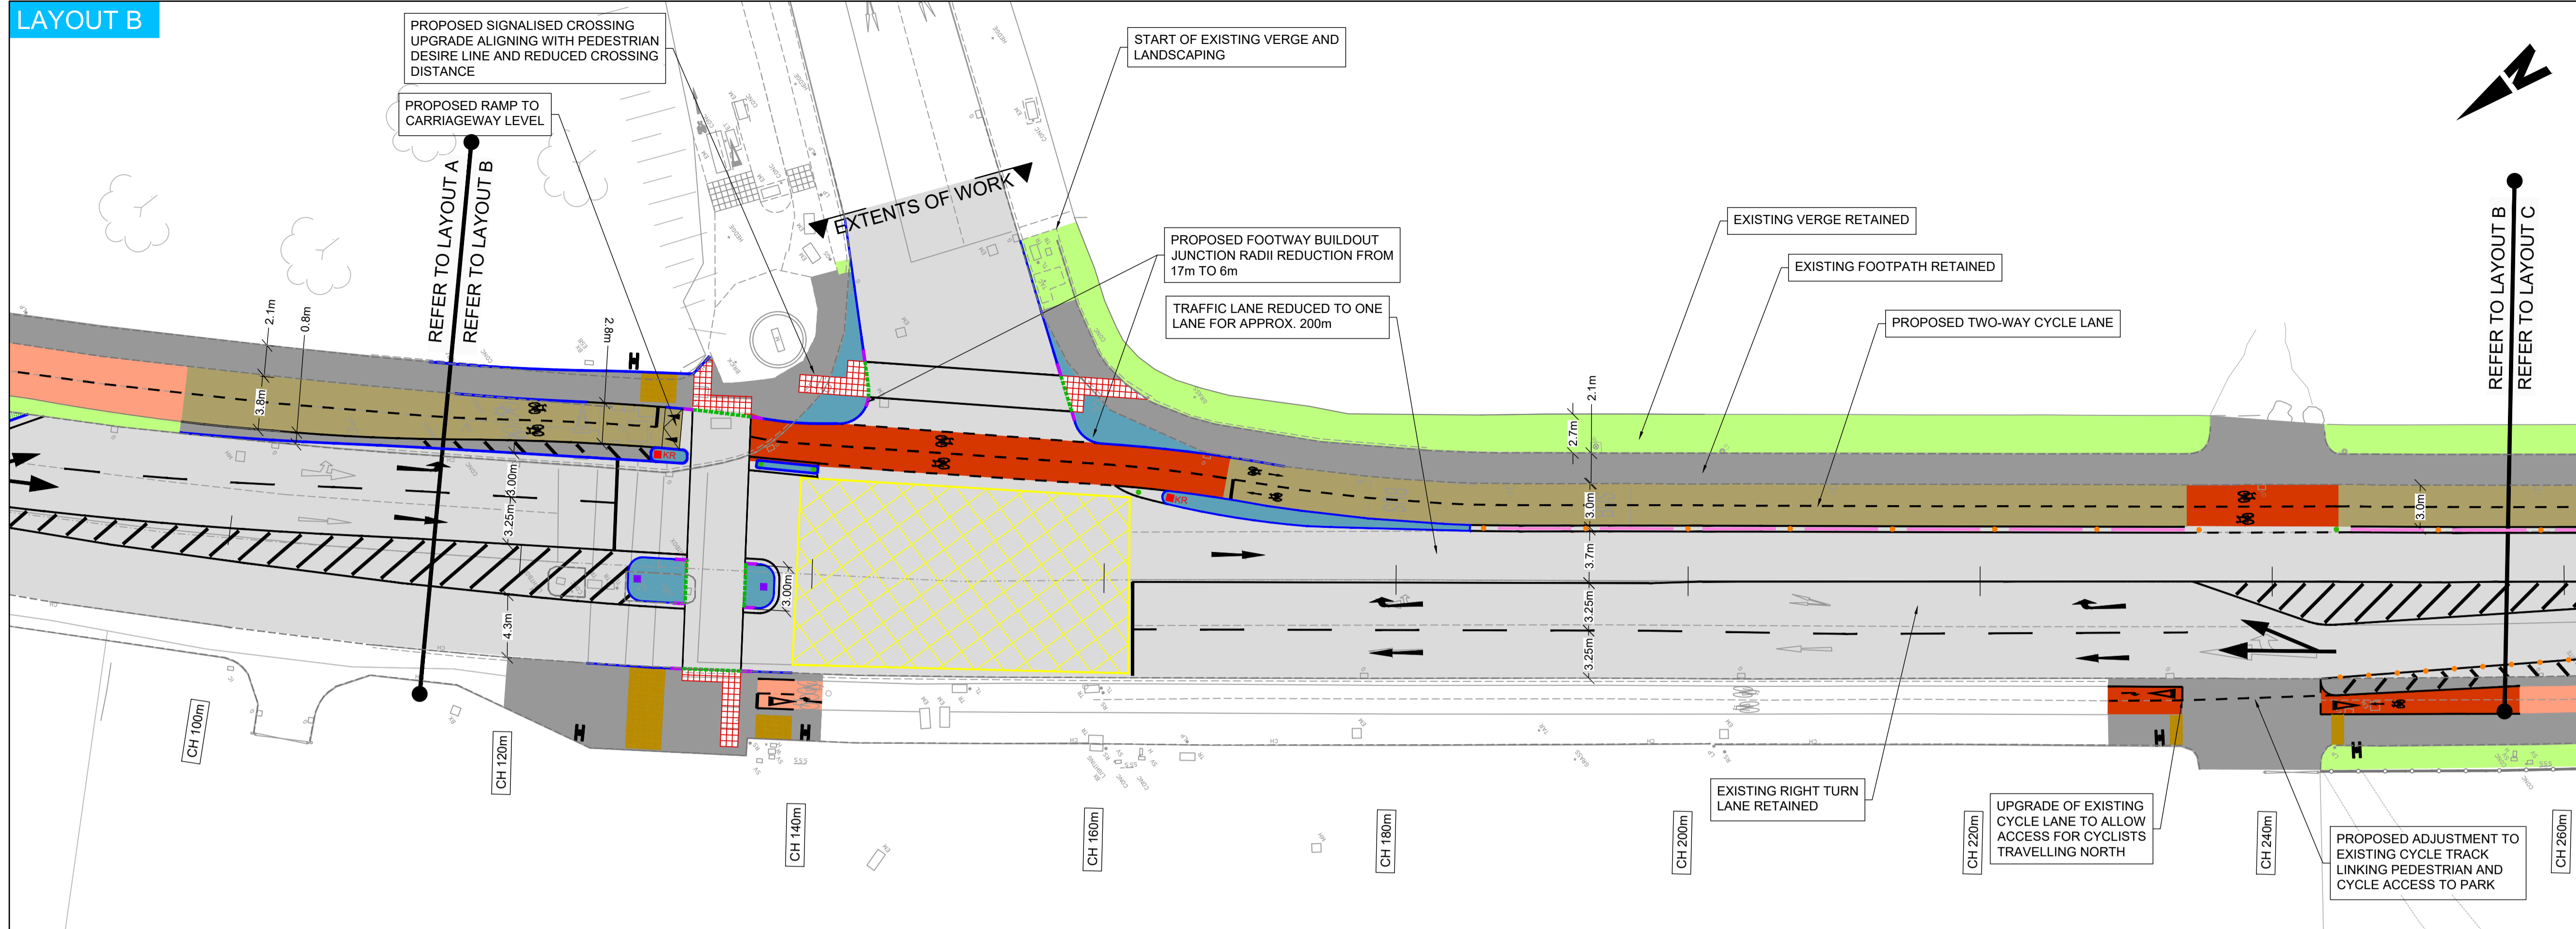 LAYOUT B
PROPOSED SIGNALISED CROSSING
UPGRADE ALIGNING WITH PEDESTRIAN
DESIRE LINE AND REDUCED CROSSING
DISTANCE
PROPOSED RAMP TO
CARRIAGEWAY LEVEL
START OF EXISTING VERGE AND
LANDSCAPING
N
REFER TO LAYOUT A
REFER TO LAYOUT B
EXTENTS OF WORK
PROPOSED FOOTWAY BUILDOUT
JUNCTION RADII REDUCTION FROM
17m TO 6m
TRAFFIC LANE REDUCED TO ONE
LANE FOR APPROX. 200m
EXISTING VERGE RETAINED
EXISTING FOOTPATH RETAINED
PROPOSED TWO-WAY CYCLE LANE
REFER TO LAYOUT B
REFER TO LAYOUT C
2.1m
0.8m
2.8m
3.8m
3.00m
3.25m
4.3m
3.00m
KR
KR
2.7m
2.1m
3.0m
3.7m
3.25m
3.25m
3.0m
EXISTING RIGHT TURN
LANE RETAINED
UPGRADE OF EXISTING
CYCLE LANE TO ALLOW
ACCESS FOR CYCLISTS
TRAVELLING NORTH
PROPOSED ADJUSTMENT TO
EXISTING CYCLE TRACK
LINKING PEDESTRIAN AND
CYCLE ACCESS TO PARK
CH 100m
CH 120m
CH 140m
CH 160m
CH 180m
CH 200m
CH 220m
CH 240m
CH 260m